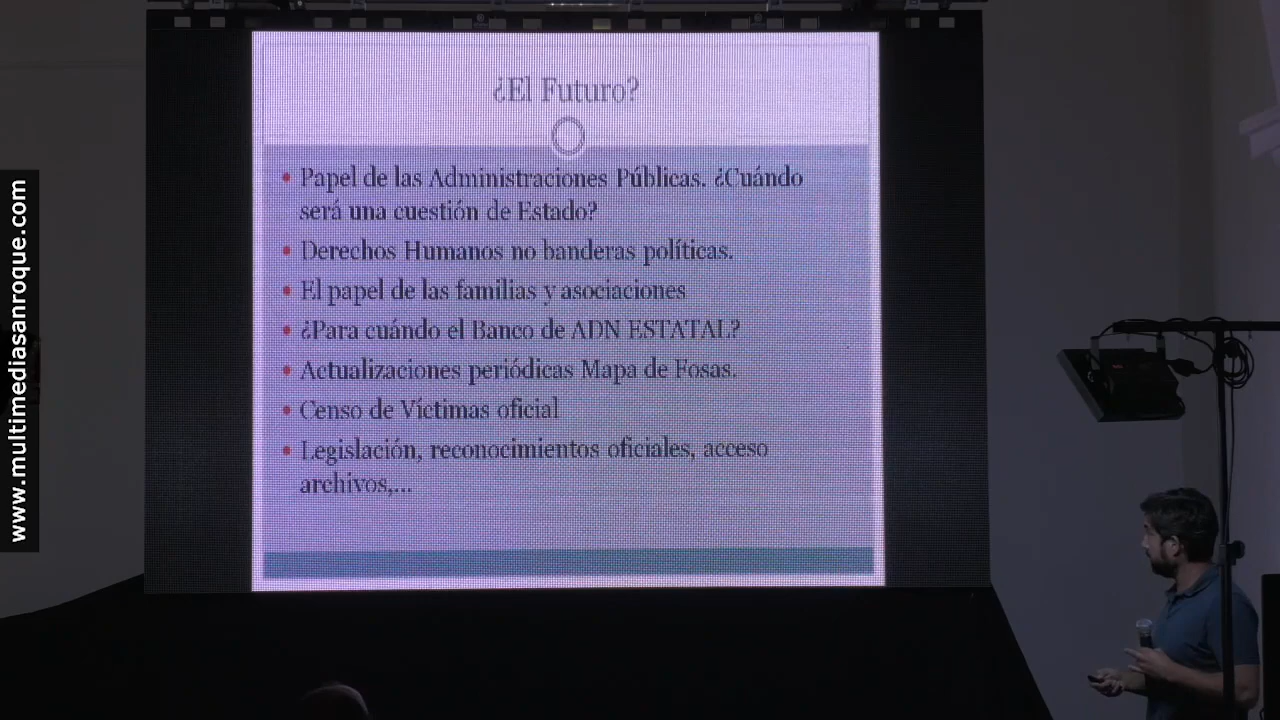 ¿El Futuro?
• Papel de las Administraciones Públicas. ¿Cuándo
será una cuestión de Estado?
• Derechos Humanos no banderas políticas.
• El papel de las familias y asociaciones
• ¿Para cuándo el Banco de ADN ESTATAL?
• Actualizaciones periódicas Mapa de Fosas.
• Censo de Víctimas oficial
• Legislación, reconocimientos oficiales, acceso
archivos,...
www.multimediasanroque.com